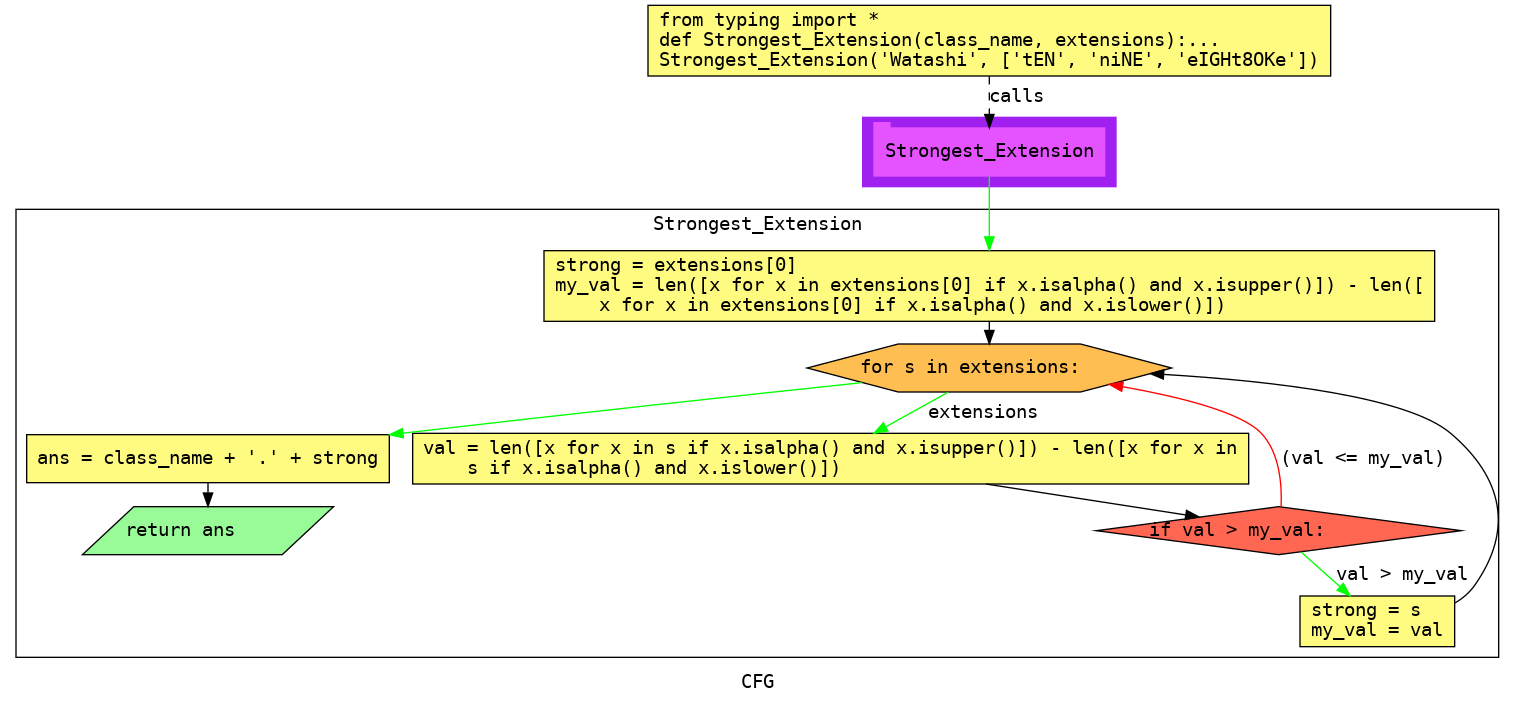 from typing import *
def Strongest_Extension(class_name, extensions):...
Strongest_Extension('Watashi', ['tEN', 'niNE', 'eIGHt8OKe'])
calls
Strongest_Extension
Strongest_Extension
strong = extensions[0]
my_val = len([x for x in extensions[0] if x.isalpha() and x.isupper()]) - len([
    x for x in extensions[0] if x.isalpha() and x.islower()])
for s in extensions:
extensions
ans = class_name + '.' + strong
val = len([x for x in s if x.isalpha() and x.isupper()]) - len([x for x in
    s if x.isalpha() and x.islower()])
(val <= my_val)
return ans
if val > my_val:
val > my_val
strong = s
my_val = val
CFG